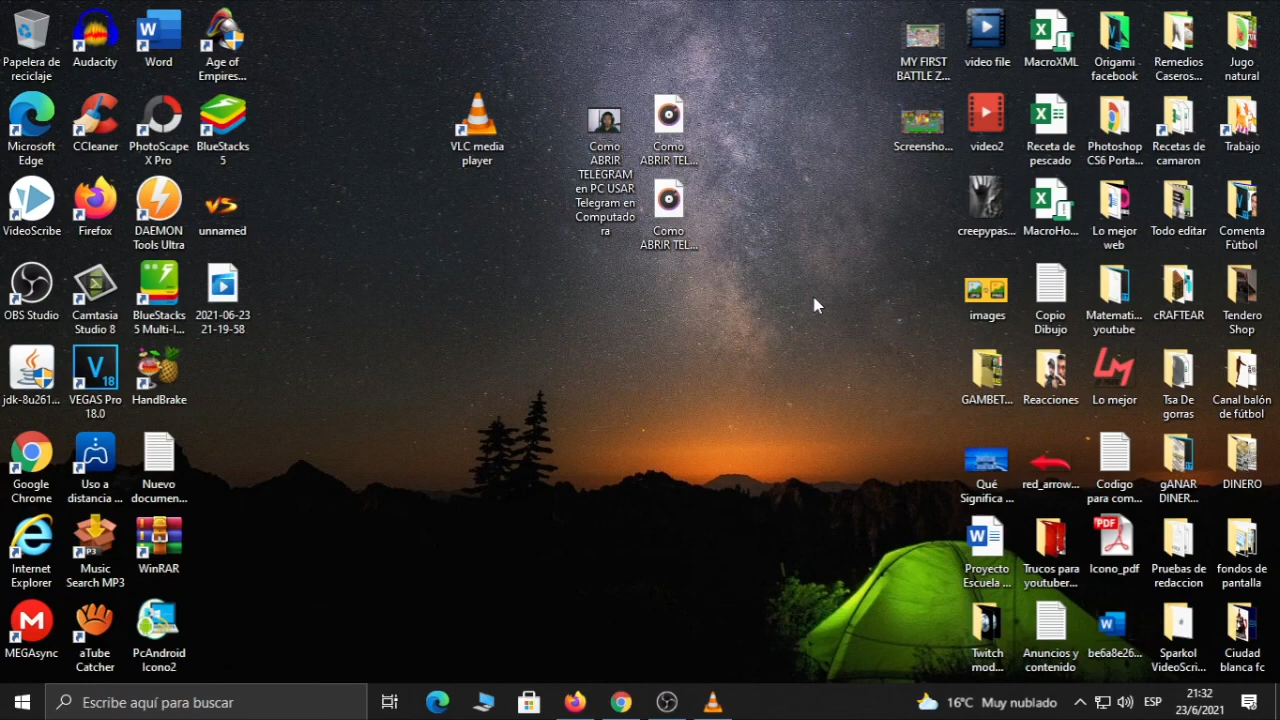 Papelera de
reciclaje
Audacity
Word
Age of
Empires...
Microsoft
Edge
CCleaner
PhotoScape
X Pro
BlueStacks
5
VideoScribe
Firefox
DAEMON
Tools Ultra
VS
unnamed
OBS Studio
Camtasia
Studio 8
BlueStacks
5 Multi-I...
2021-06-23
21-19-58
jdk-8u261...
V
18
VEGAS Pro
18.0
HandBrake
Google
Chrome
Uso a
distancia ...
Nuevo
documen...
Internet
Explorer
P3
Music
Search MP3
WinRAR
MEGAsync
aTube
Catcher
PcAndroid
Icono2
VLC media
player
Como
ABRIR
TELEGRAM
en PC USAR
Telegram en
Computado
ra
Como
ABRIR TEL...
Como
ABRIR TEL...
MY FIRST
BATTLE Z...
video file
MacroXML
Origami
facebook
Remedios
Caseros...
Jugo
natural
Screensho...
video2
Receta de
pescado
Photoshop
CS6 Porta...
Recetas de
camaron
Trabajo
creepypas...
MacroHo...
Lo mejor
web
Todo editar
Comenta
Fùtbol
images
Copio
Dibujo
Matemati...
youtube
cRAFTEAR
Tendero
Shop
GAMBET...
Reacciones
Lo mejor
Tsa De
gorras
Canal balón
de fútbol
Qué
Significa ...
red_arrow...
Codigo
para com...
gANAR
DINER...
DINERO
Proyecto
Escuela ...
Trucos para
youtuber...
PDF
Icono_pdf
Pruebas de
redaccion
fondos de
pantalla
Twitch
mod...
Anuncios y
contenido
be6a8e26...
Sparkol
VideoScri...
Ciudad
blanca fc
Escribe aquí para buscar
16°C Muy nublado
ESP
21:32
23/6/2021